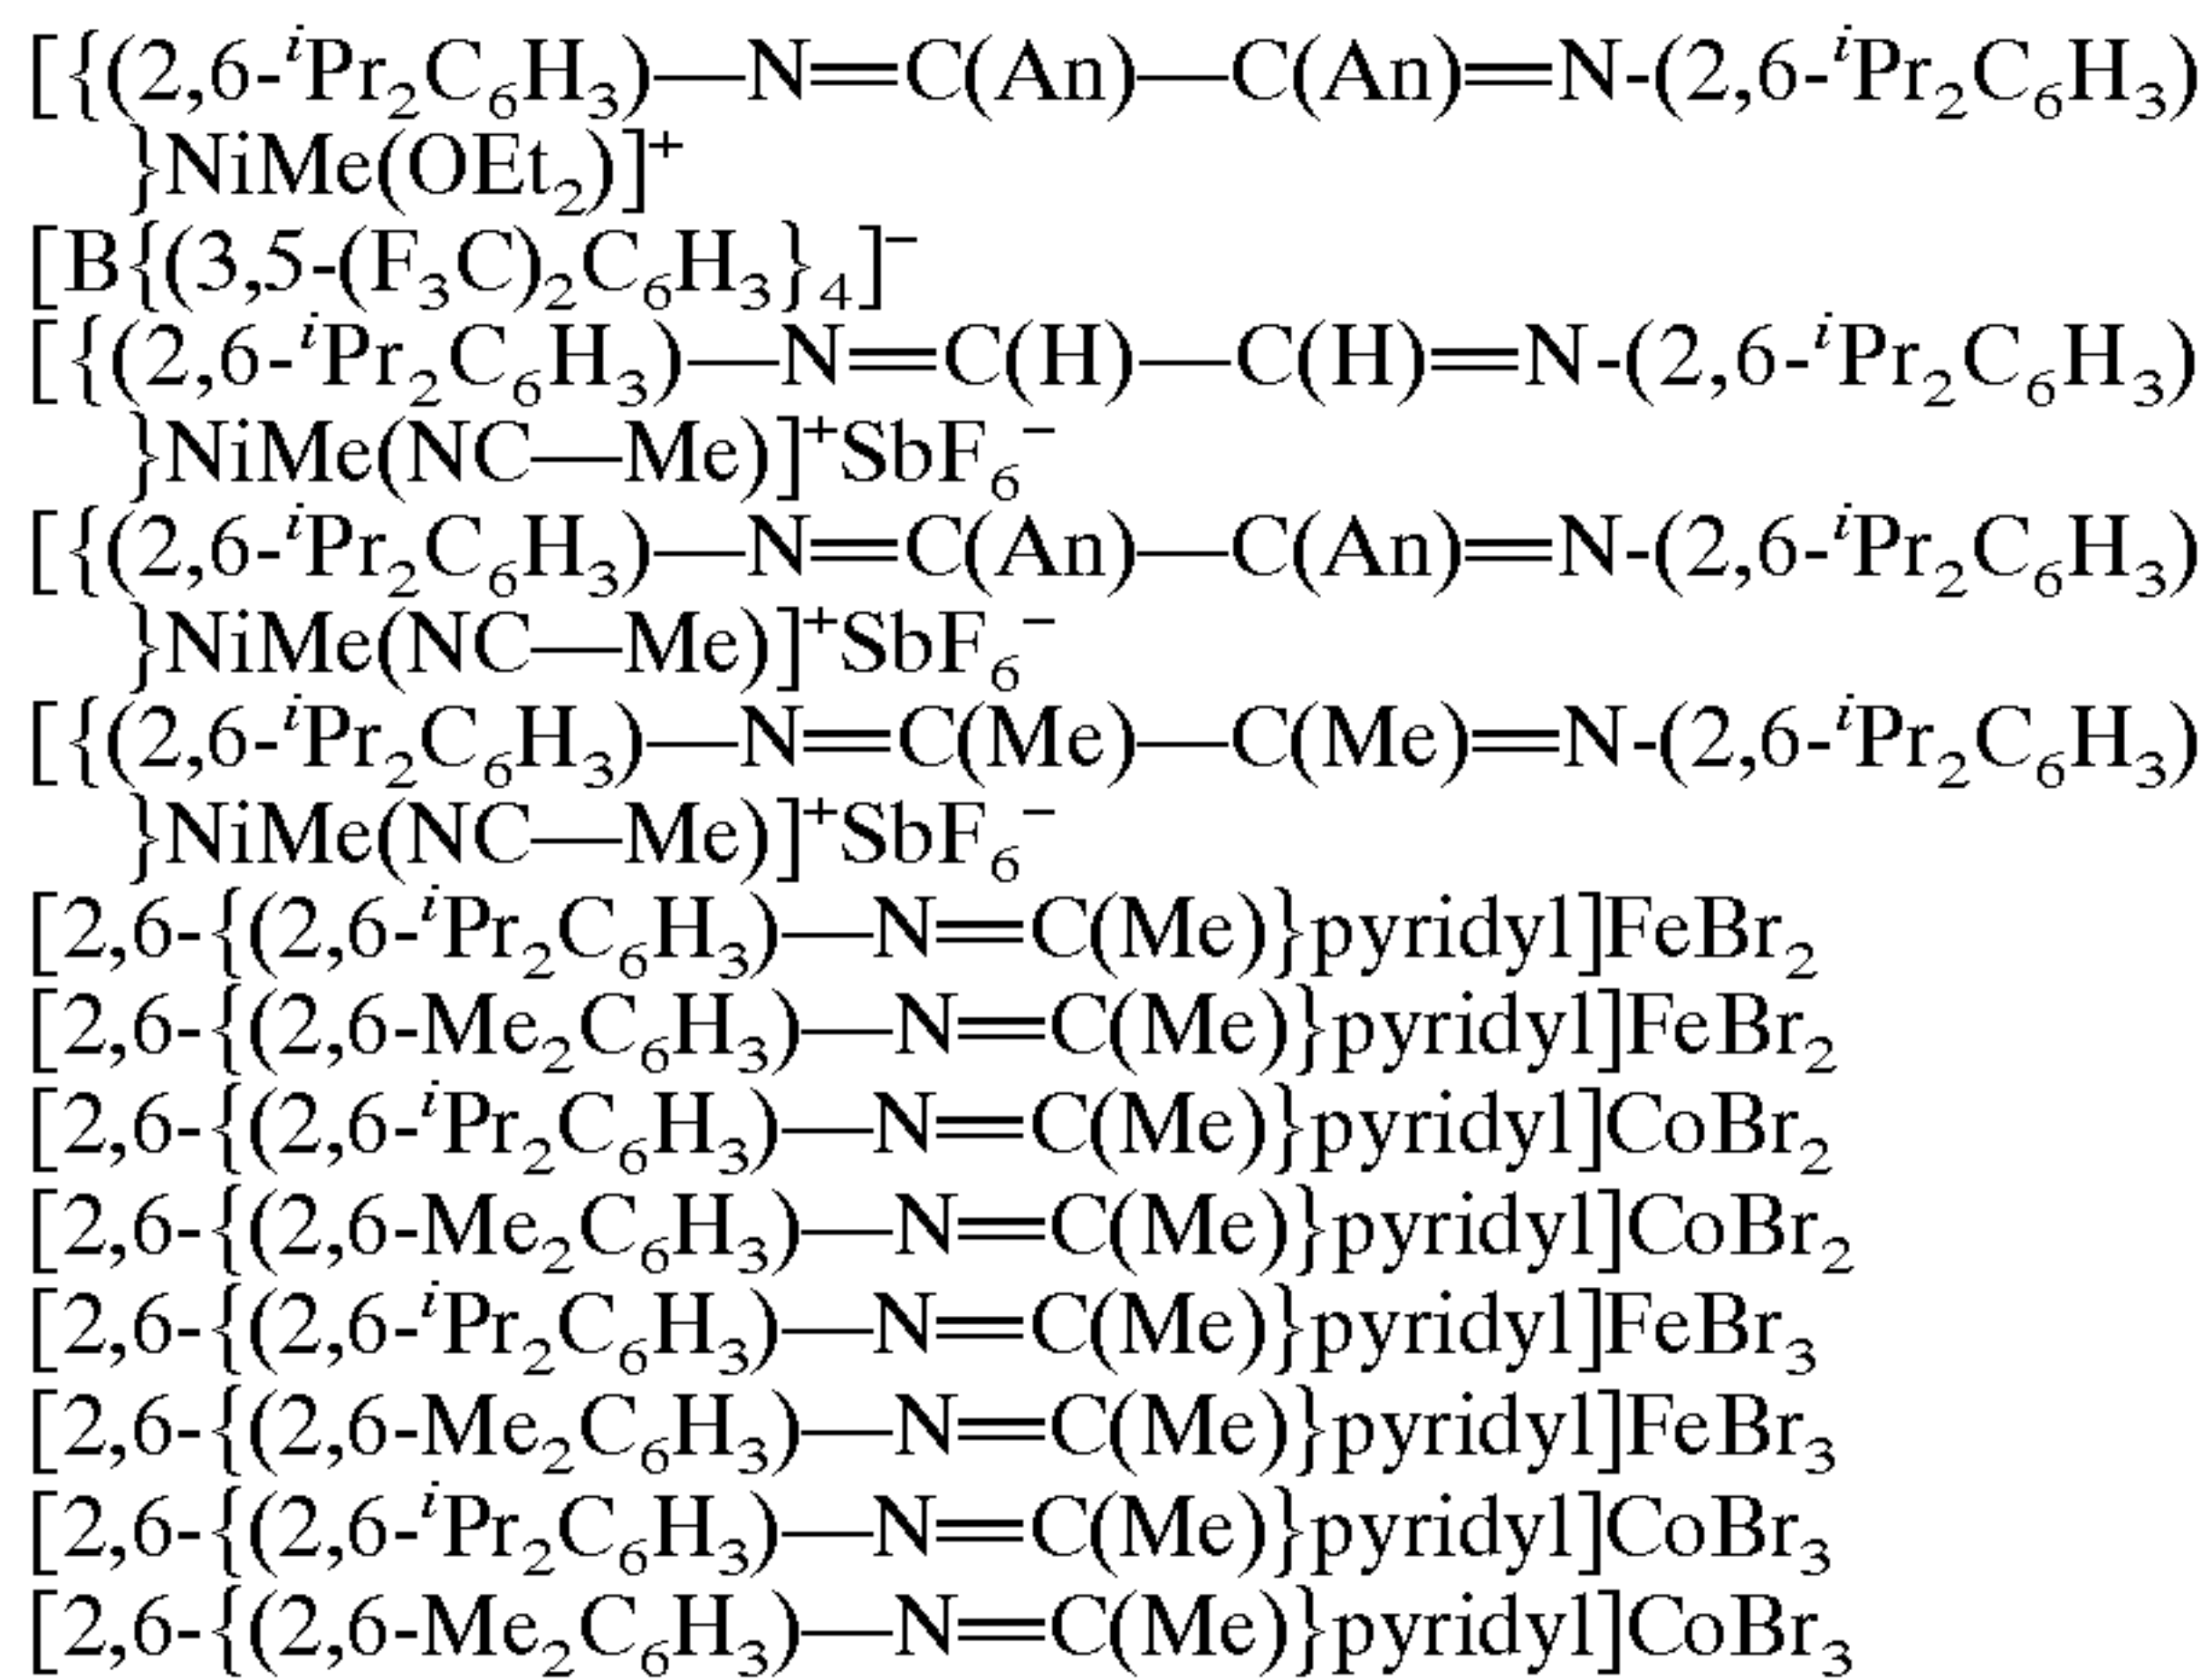 [{(2,6-ⁱPr₂C₆H₃)—N═C(An)—C(An)═N-(2,6-ⁱPr₂C₆H₃)
}NiMe(OEt₂)]⁺
[B{(3,5-(F₃C)₂C₆H₃}₄]⁻
[{(2,6-ⁱPr₂C₆H₃)—N═C(H)—C(H)═N-(2,6-ⁱPr₂C₆H₃)
}NiMe(NC—Me)]⁺SbF₆⁻
[{(2,6-ⁱPr₂C₆H₃)—N═C(An)—C(An)═N-(2,6-ⁱPr₂C₆H₃)
}NiMe(NC—Me)]⁺SbF₆⁻
[{(2,6-ⁱPr₂C₆H₃)—N═C(Me)—C(Me)═N-(2,6-ⁱPr₂C₆H₃)
}NiMe(NC—Me)]⁺SbF₆⁻
[2,6-{(2,6-ⁱPr₂C₆H₃)—N═C(Me)}pyridyl]FeBr₂
[2,6-{(2,6-Me₂C₆H₃)—N═C(Me)}pyridyl]FeBr₂
[2,6-{(2,6-ⁱPr₂C₆H₃)—N═C(Me)}pyridyl]CoBr₂
[2,6-{(2,6-Me₂C₆H₃)—N═C(Me)}pyridyl]CoBr₂
[2,6-{(2,6-ⁱPr₂C₆H₃)—N═C(Me)}pyridyl]FeBr₃
[2,6-{(2,6-Me₂C₆H₃)—N═C(Me)}pyridyl]FeBr₃
[2,6-{(2,6-ⁱPr₂C₆H₃)—N═C(Me)}pyridyl]CoBr₃
[2,6-{(2,6-Me₂C₆H₃)—N═C(Me)}pyridyl]CoBr₃